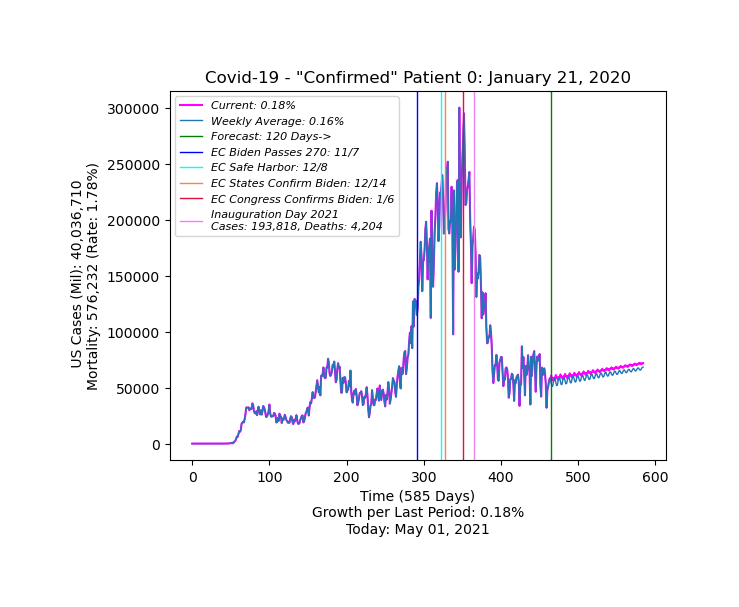 Covid-19 - "Confirmed" Patient 0: January 21, 2020
Current: 0.18%
Weekly Average: 0.16%
Forecast: 120 Days->
EC Biden Passes 270: 11/7
EC Safe Harbor: 12/8
EC States Confirm Biden: 12/14
EC Congress Confirms Biden: 1/6
Inauguration Day 2021
Cases: 193,818, Deaths: 4,204
US Cases (Mil): 40,036,710
Mortality: 576,232 (Rate: 1.78%)
300000
250000
200000
150000
100000
50000
0
0 100 200 300 400 500 600
Time (585 Days)
Growth per Last Period: 0.18%
Today: May 01, 2021